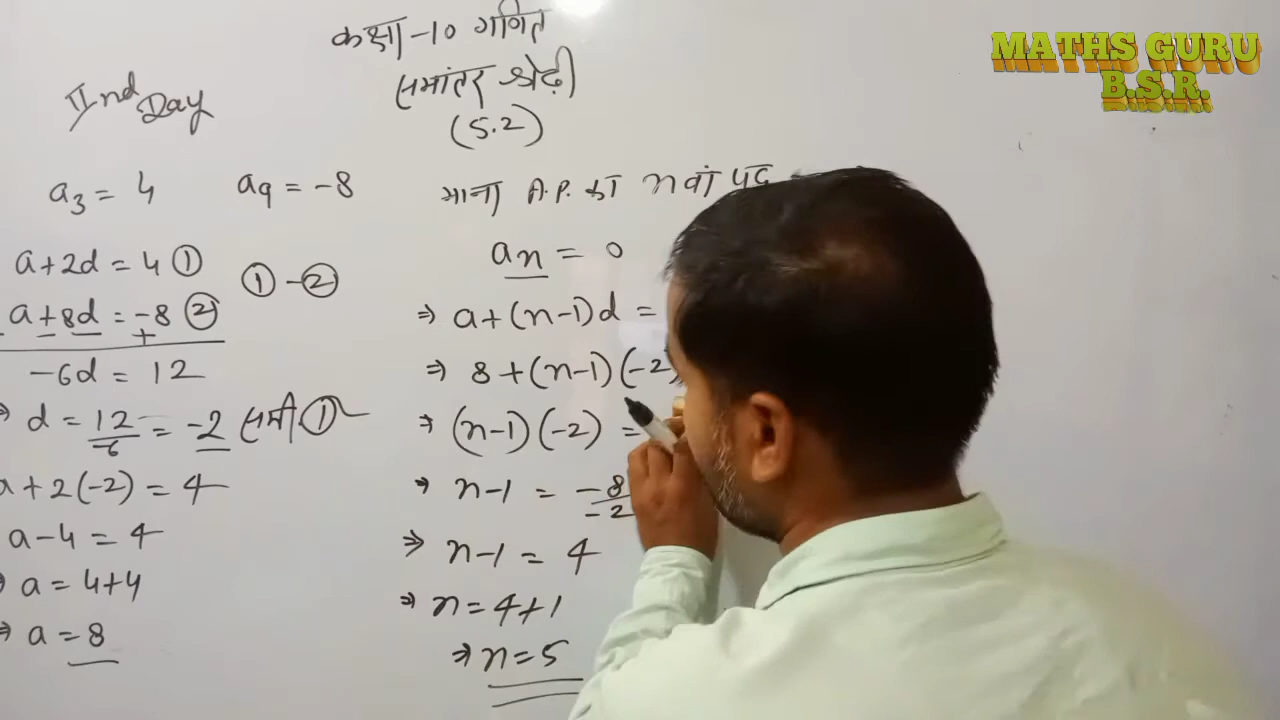 कक्षा-10 गणित
समांतर श्रेढ़ी
(5.2)
IInd Day
MATHS GURU
B.S.R.
a₃ = 4 a₉ = -8
a+2d = 4 ①
a+8d = -8 ②
- - +
① - ②
-6d = 12
d = 12/-6 = -2 समी. ①
a+2(-2) = 4
a-4 = 4
⇒ a = 4+4
⇒ a = 8
माना A.P. का nवां पद
an = 0
⇒ a+(n-1)d =
⇒ 8+(n-1)(-2)
⇒ (n-1)(-2) =
⇒ n-1 = -8/-2
⇒ n-1 = 4
⇒ n = 4+1
⇒ n = 5